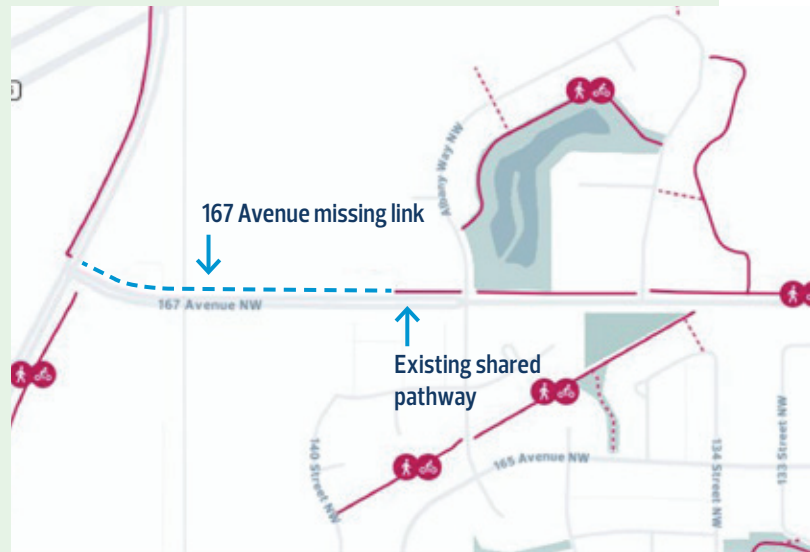 Albany Way NW
167 Avenue missing link
167 Avenue NW
Existing shared
pathway
140 Street NW
165 Avenue NW
134 Street NW
133 Street NW